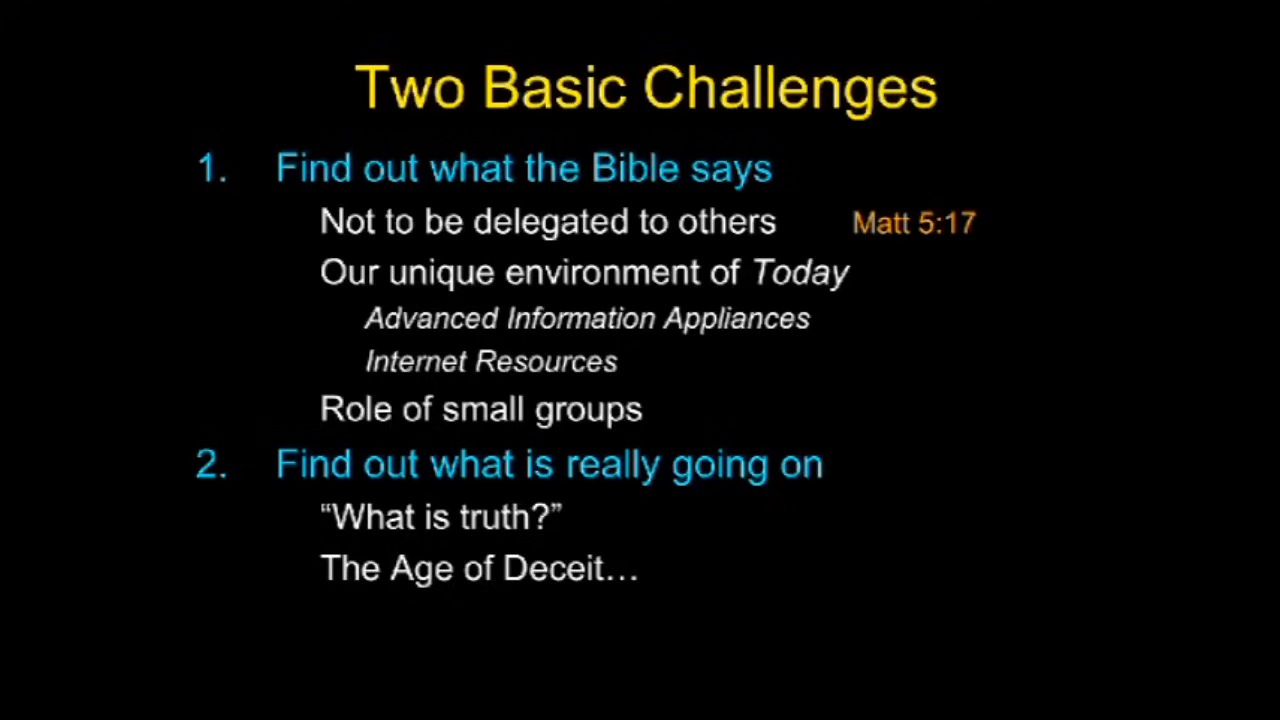 Two Basic Challenges
1. Find out what the Bible says
Not to be delegated to others Matt 5:17
Our unique environment of Today
Advanced Information Appliances
Internet Resources
Role of small groups
2. Find out what is really going on
“What is truth?”
The Age of Deceit…